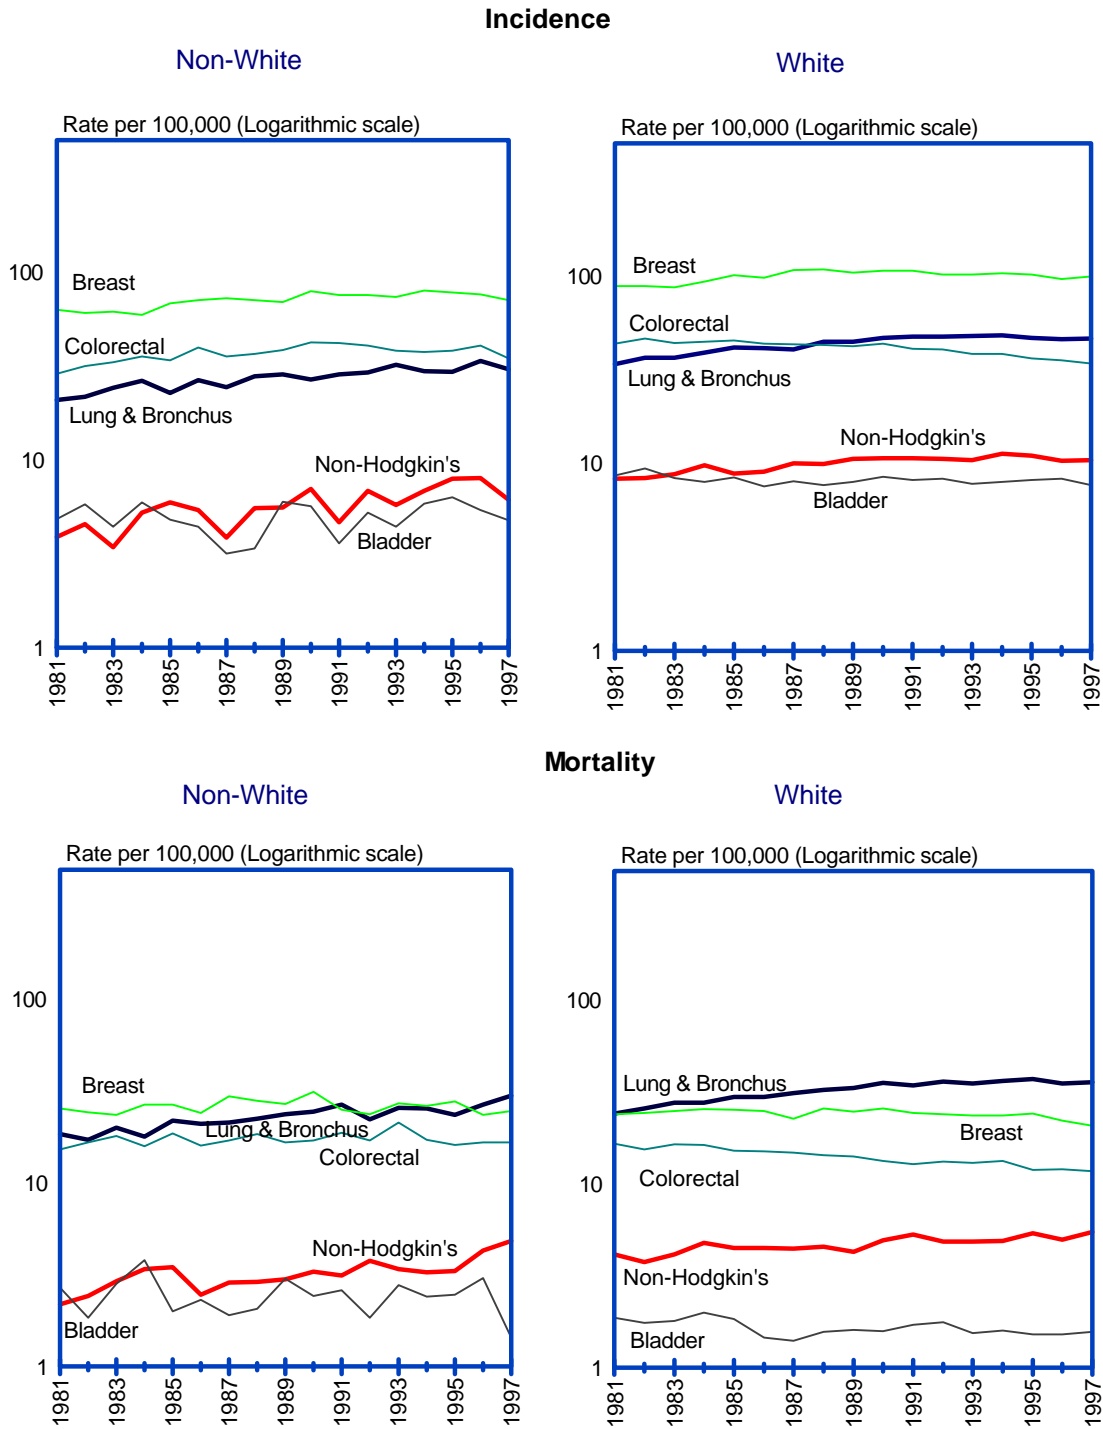 Incidence
Non-White
White
Rate per 100,000 (Logarithmic scale)
Rate per 100,000 (Logarithmic scale)
100
10
1
Breast
Colorectal
Lung & Bronchus
Non-Hodgkin's
Bladder
1981
1983
1985
1987
1989
1991
1993
1995
1997
100
10
1
Breast
Colorectal
Lung & Bronchus
Non-Hodgkin's
Bladder
1981
1983
1985
1987
1989
1991
1993
1995
1997
Mortality
Non-White
White
Rate per 100,000 (Logarithmic scale)
Rate per 100,000 (Logarithmic scale)
100
10
1
Breast
Lung & Bronchus
Colorectal
Non-Hodgkin's
Bladder
1981
1983
1985
1987
1989
1991
1993
1995
1997
100
10
1
Lung & Bronchus
Breast
Colorectal
Non-Hodgkin's
Bladder
1981
1983
1985
1987
1989
1991
1993
1995
1997